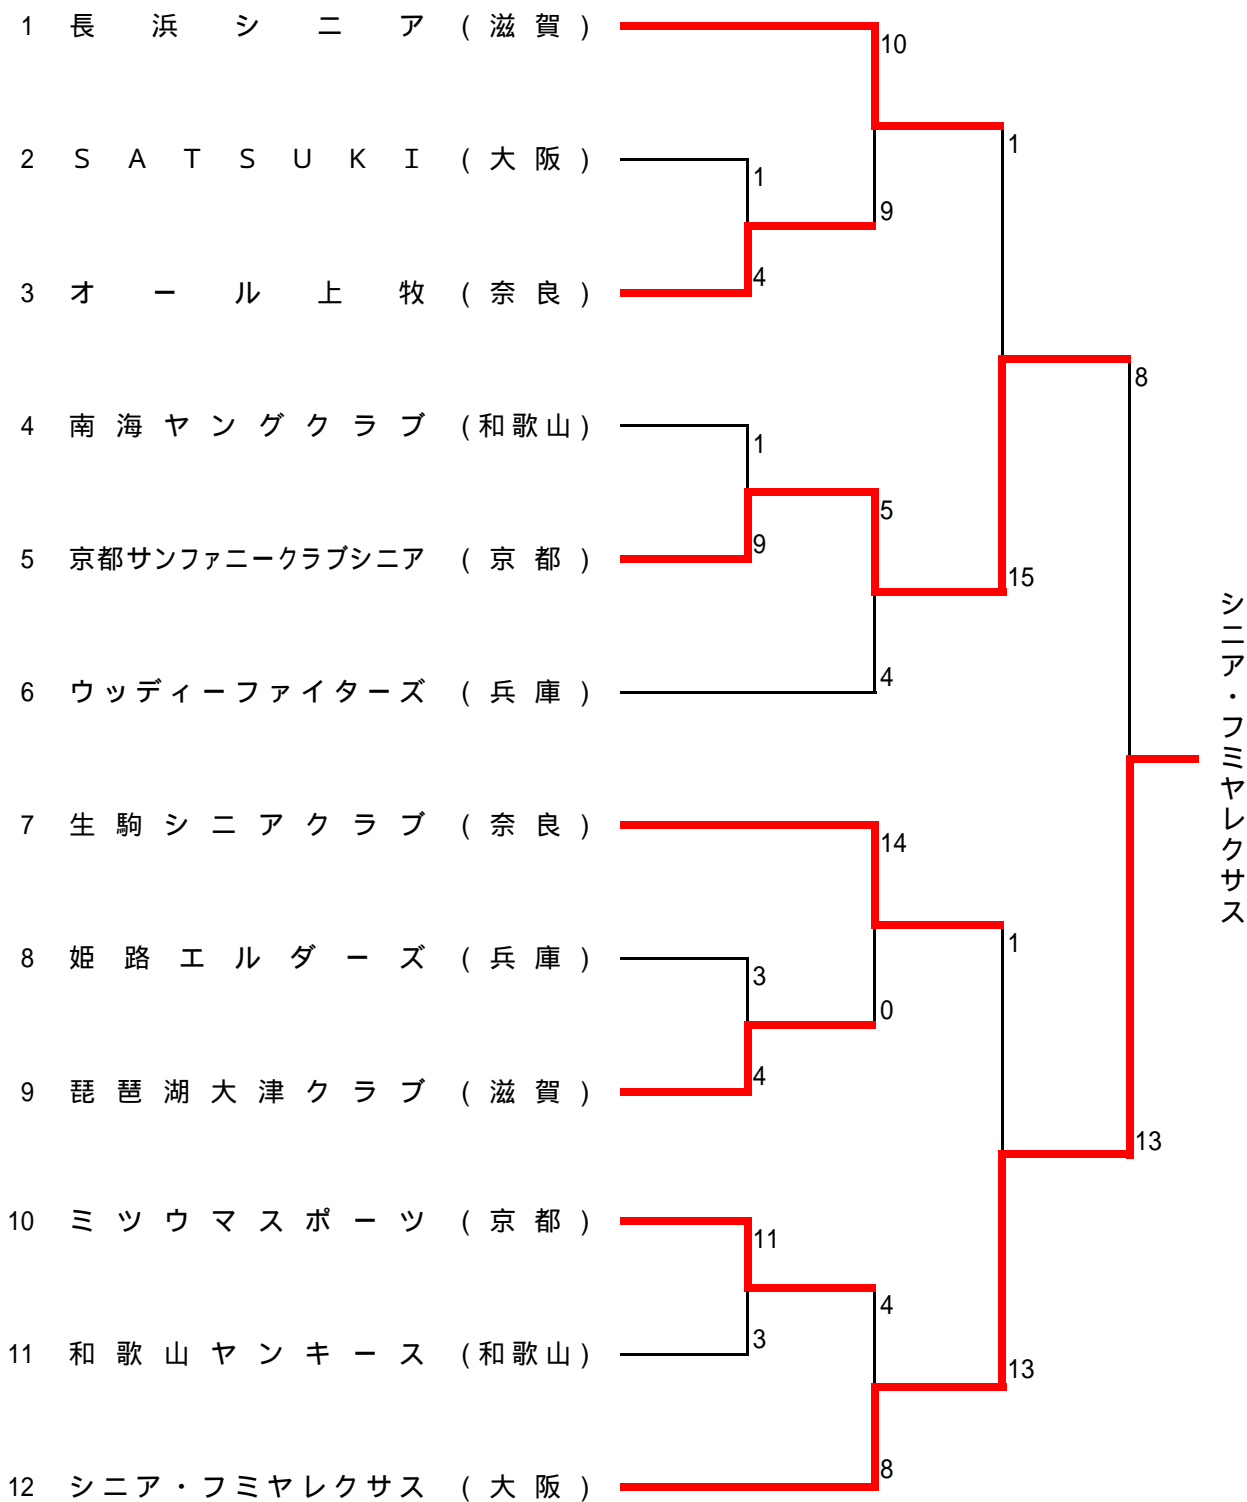 1 長浜シニア (滋賀)
10
1
2 SATSUKI (大阪)
1
9
3 オール上牧 (奈良)
4
8
4 南海ヤングクラブ (和歌山)
1
5
5 京都サンファニークラブシニア (京都)
9
15
6 ウッディーファイターズ (兵庫)
4
シニア・フミヤレクサス
7 生駒シニアクラブ (奈良)
14
1
8 姫路エルダーズ (兵庫)
3
0
9 琵琶湖大津クラブ (滋賀)
4
13
10 ミツウマスポーツ (京都)
11
4
11 和歌山ヤンキース (和歌山)
3
13
12 シニア・フミヤレクサス (大阪)
8